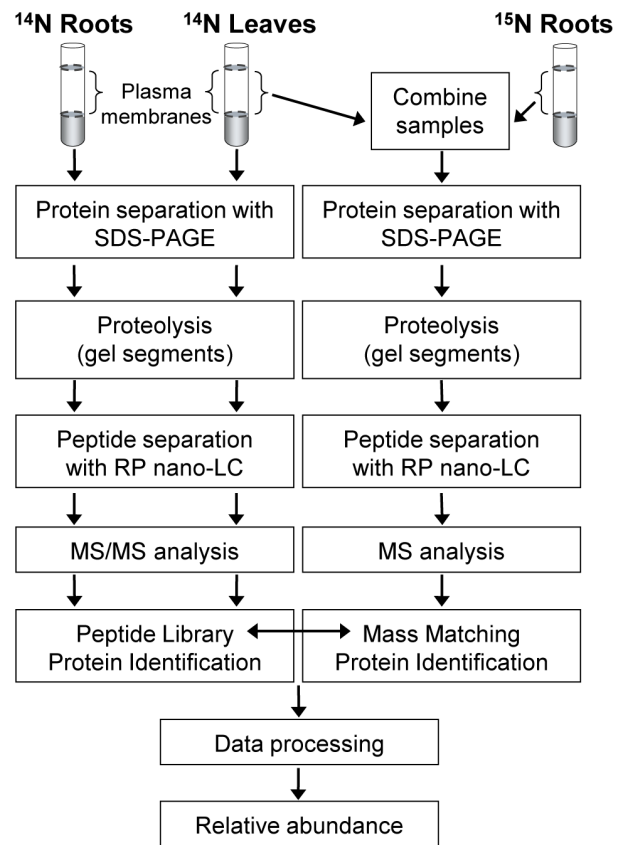 ¹⁴N Roots
¹⁴N Leaves
¹⁵N Roots
Plasma
membranes
Combine
samples
Protein separation with
SDS-PAGE
Protein separation with
SDS-PAGE
Proteolysis
(gel segments)
Proteolysis
(gel segments)
Peptide separation
with RP nano-LC
Peptide separation
with RP nano-LC
MS/MS analysis
MS analysis
Peptide Library
Protein Identification
Mass Matching
Protein Identification
Data processing
Relative abundance